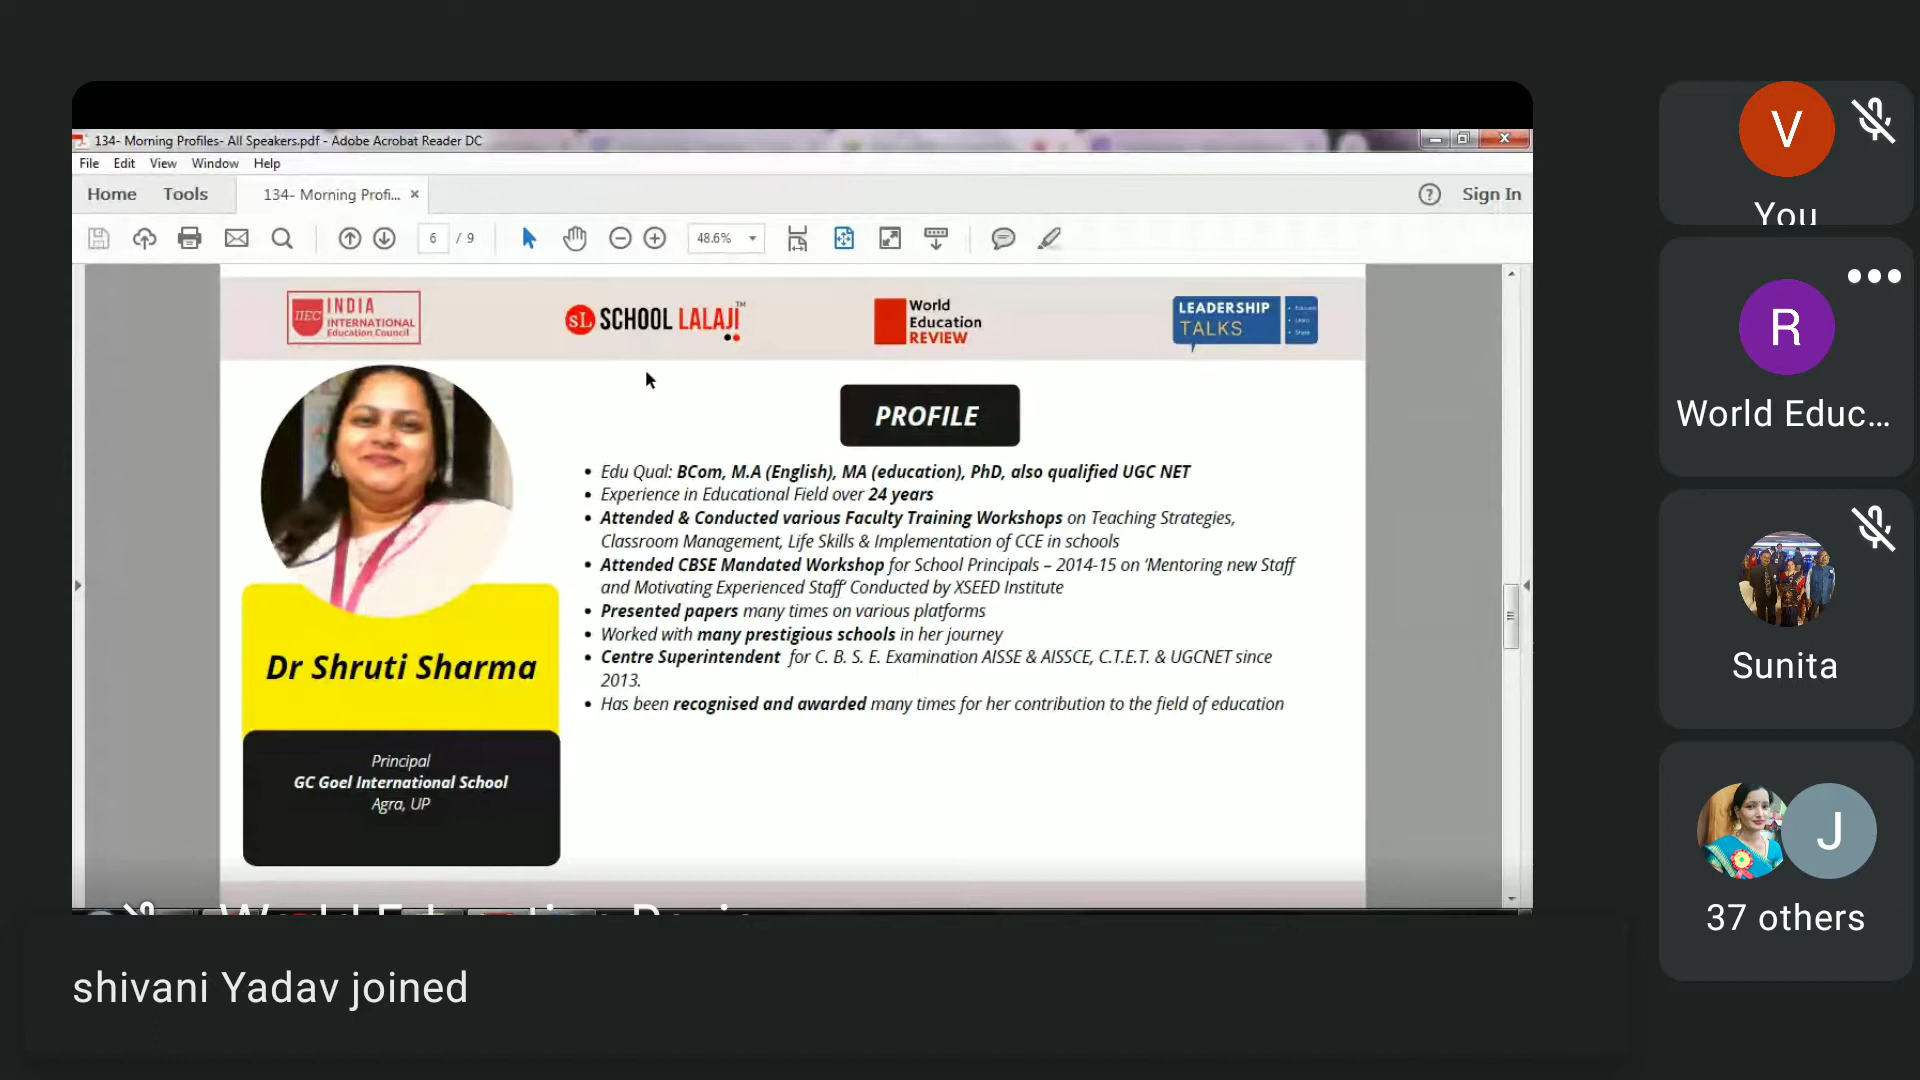 134- Morning Profiles- All Speakers.pdf - Adobe Acrobat Reader DC
File Edit View Window Help
Home Tools 134- Morning Profi... × ? Sign In
6 / 9 48.6%
IIEC INDIA
INTERNATIONAL
Education Council
sL SCHOOL LALAJI™
World
Education
REVIEW
LEADERSHIP
TALKS
PROFILE
• Edu Qual: BCom, M.A (English), MA (education), PhD, also qualified UGC NET
• Experience in Educational Field over 24 years
• Attended & Conducted various Faculty Training Workshops on Teaching Strategies,
Classroom Management, Life Skills & Implementation of CCE in schools
• Attended CBSE Mandated Workshop for School Principals – 2014-15 on ‘Mentoring new Staff
and Motivating Experienced Staff’ Conducted by XSEED Institute
• Presented papers many times on various platforms
• Worked with many prestigious schools in her journey
• Centre Superintendent for C. B. S. E. Examination AISSE & AISSCE, C.T.E.T. & UGCNET since
2013.
• Has been recognised and awarded many times for her contribution to the field of education
Dr Shruti Sharma
Principal
GC Goel International School
Agra, UP
shivani Yadav joined
V
You
R
World Educ...
Sunita
J
37 others